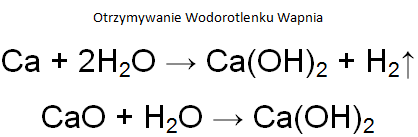 Otrzymywanie Wodorotlenku Wapnia
Ca + 2H₂O → Ca(OH)₂ + H₂↑
CaO + H₂O → Ca(OH)₂